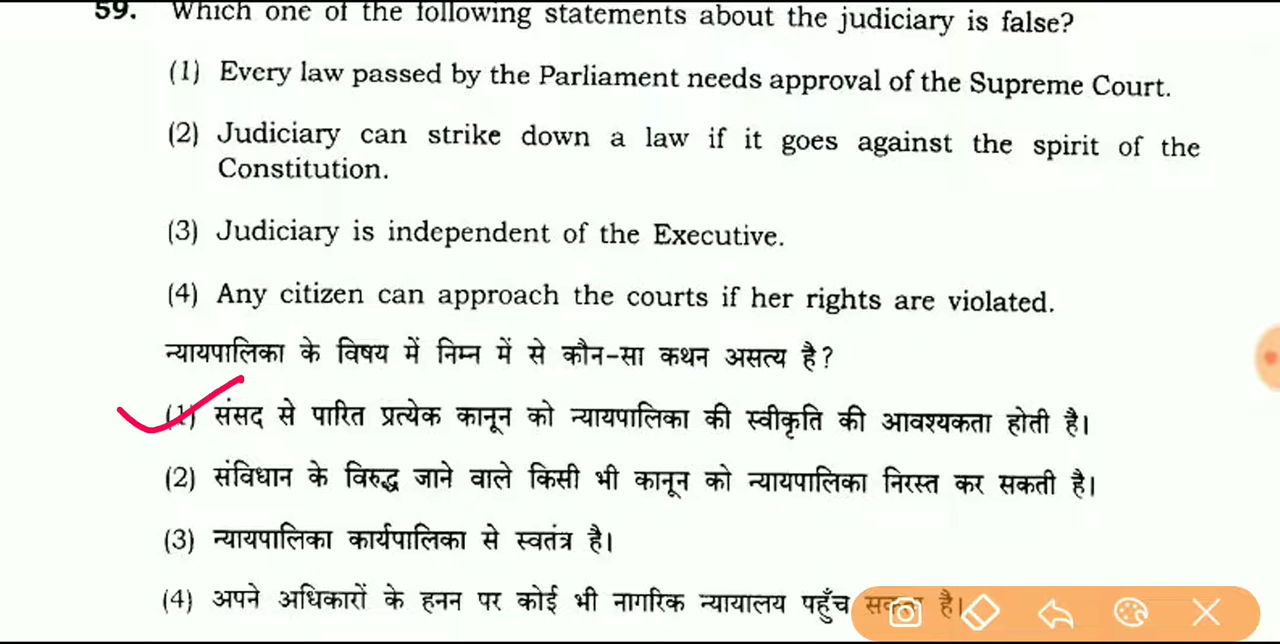 59. Which one of the following statements about the judiciary is false?
(1) Every law passed by the Parliament needs approval of the Supreme Court.
(2) Judiciary can strike down a law if it goes against the spirit of the
Constitution.
(3) Judiciary is independent of the Executive.
(4) Any citizen can approach the courts if her rights are violated.
न्यायपालिका के विषय में निम्न में से कौन-सा कथन असत्य है?
(1) संसद से पारित प्रत्येक कानून को न्यायपालिका की स्वीकृति की आवश्यकता होती है।
(2) संविधान के विरुद्ध जाने वाले किसी भी कानून को न्यायपालिका निरस्त कर सकती है।
(3) न्यायपालिका कार्यपालिका से स्वतंत्र है।
(4) अपने अधिकारों के हनन पर कोई भी नागरिक न्यायालय पहुँच सकता है।